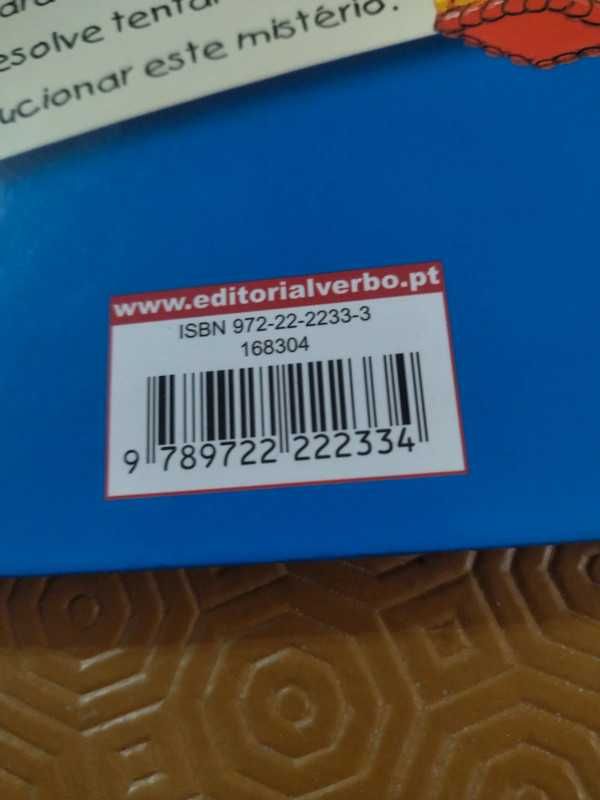 esolve tenta
ucionar este mistério.
www.editorialverbo.pt
ISBN 972-22-2233-3
168304
9 789722 222334